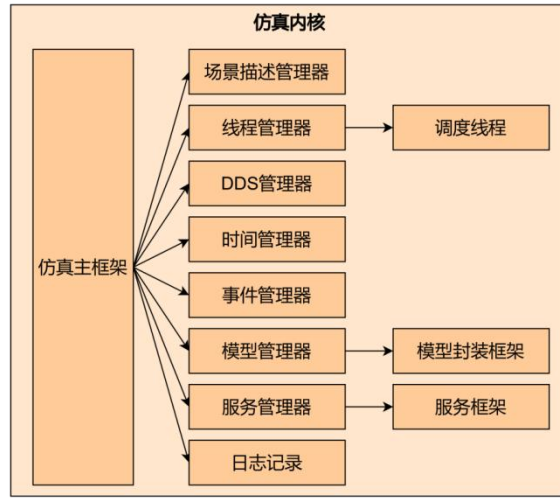 仿真内核
仿真主框架
场景描述管理器
线程管理器
调度线程
DDS管理器
时间管理器
事件管理器
模型管理器
模型封装框架
服务管理器
服务框架
日志记录